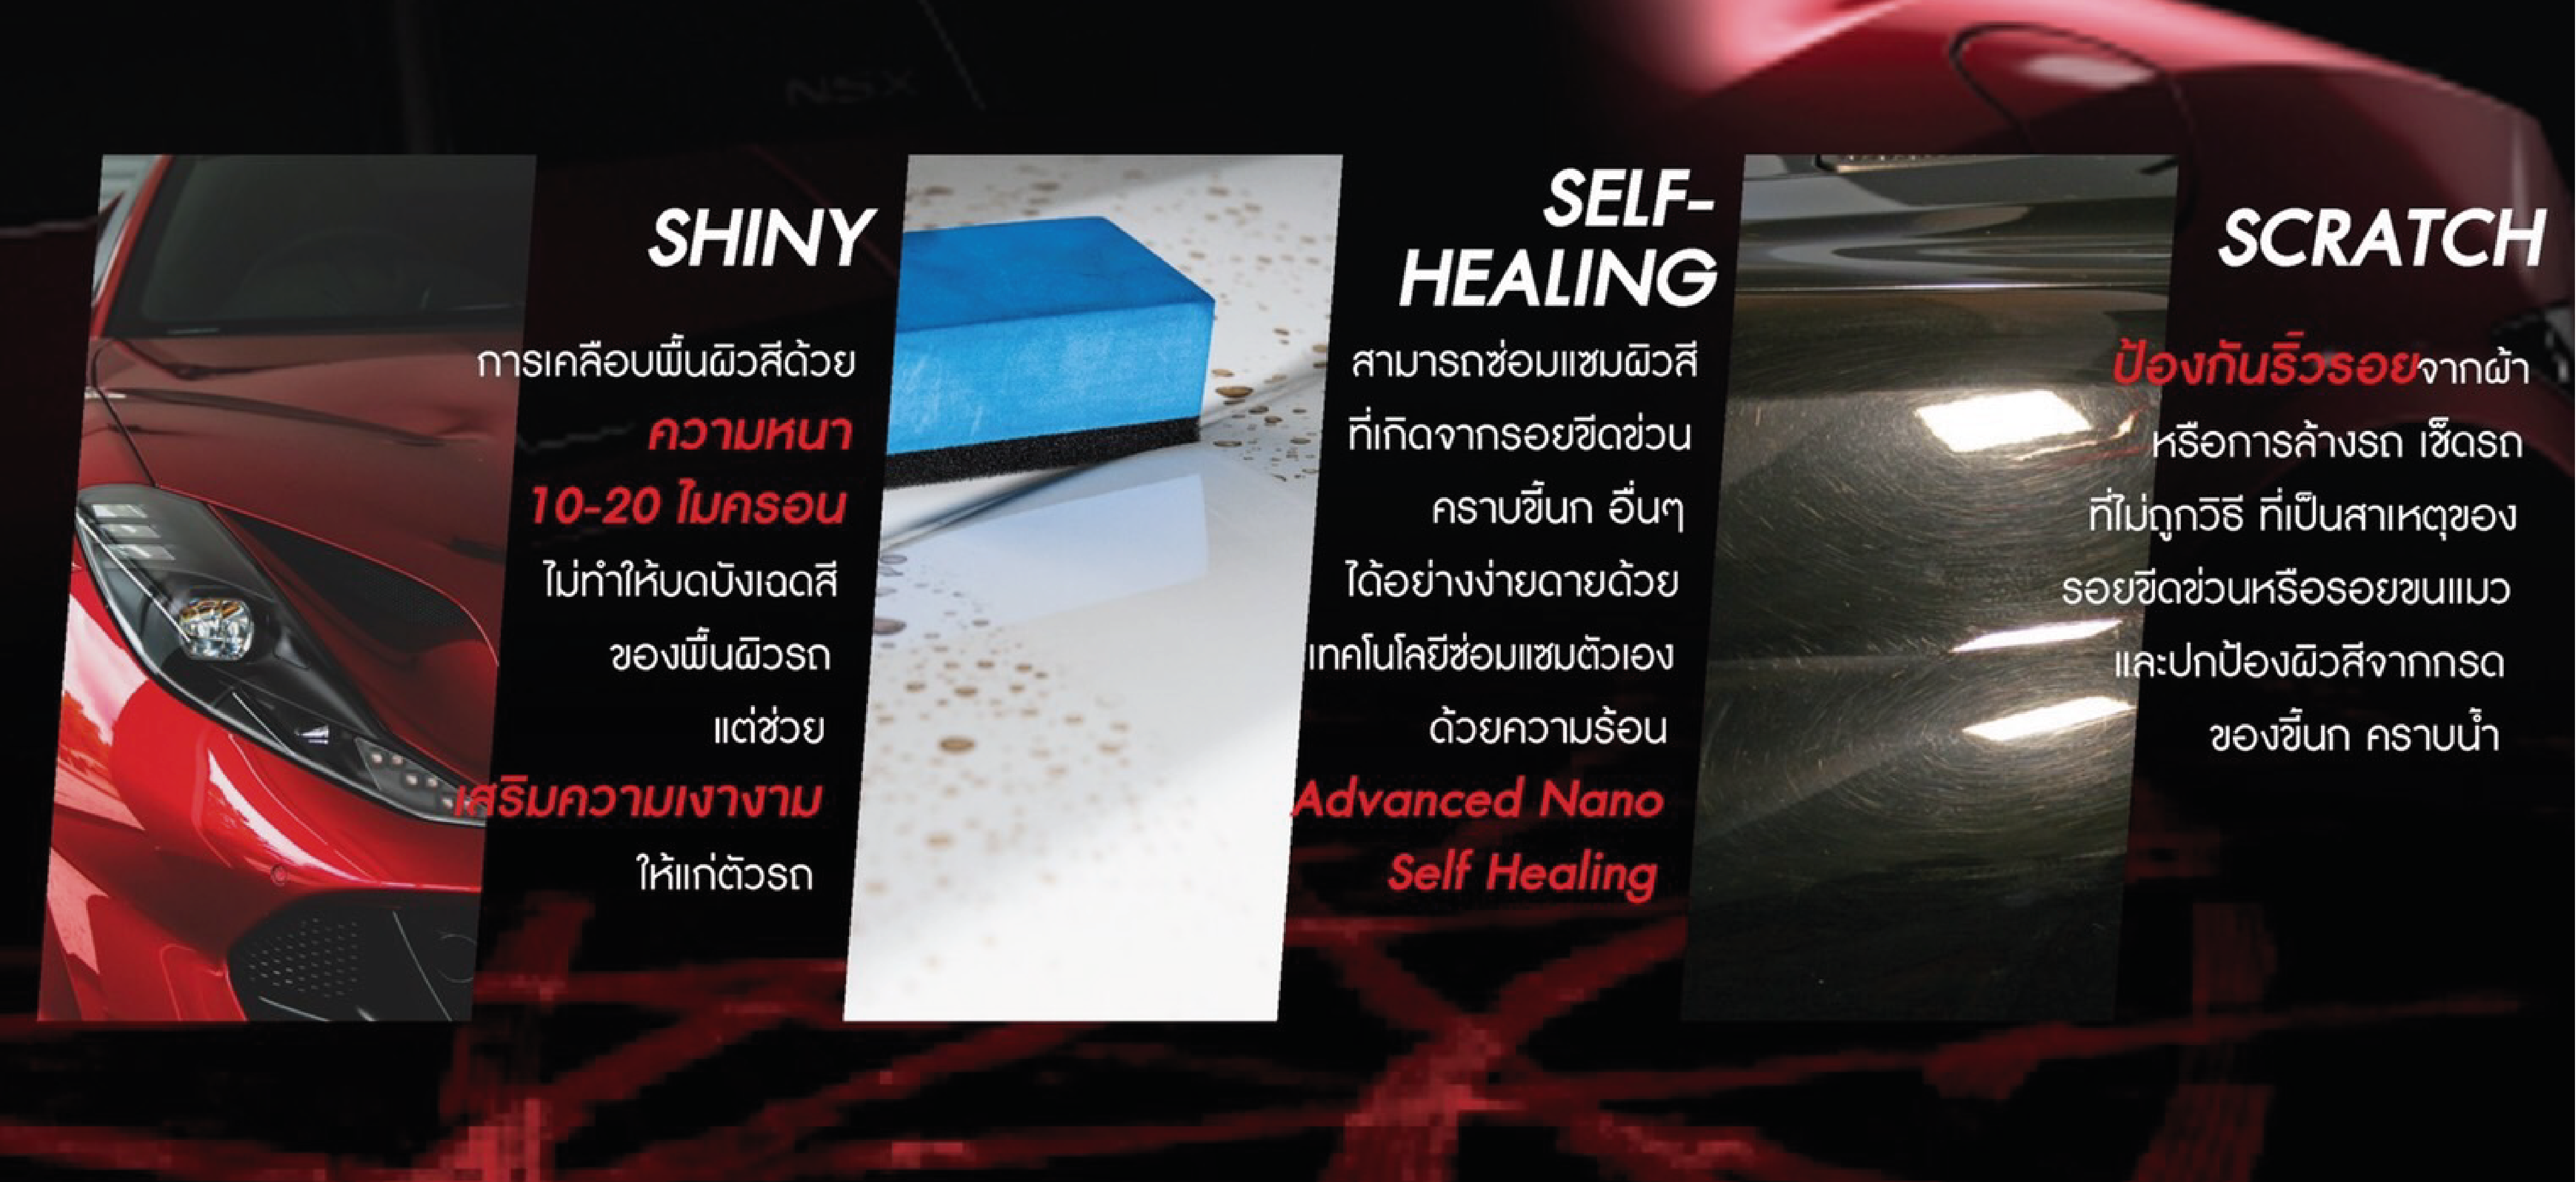 NSX
SHINY
การเคลือบพื้นผิวสีด้วย
ความหนา
10-20 ไมครอน
ไม่ทำให้บดบังเฉดสี
ของพื้นผิวรถ
แต่ช่วย
เสริมความเงางาม
ให้แก่ตัวรถ
SELF-
HEALING
สามารถซ่อมแซมผิวสี
ที่เกิดจากรอยขีดข่วน
คราบขี้นก อื่นๆ
ได้อย่างง่ายดายด้วย
เทคโนโลยีซ่อมแซมตัวเอง
ด้วยความร้อน
Advanced Nano
Self Healing
SCRATCH
ป้องกันริ้วรอยจากผ้า
หรือการล้างรถ เช็ดรถ
ที่ไม่ถูกวิธี ที่เป็นสาเหตุของ
รอยขีดข่วนหรือรอยขนแมว
และปกป้องผิวสีจากกรด
ของขี้นก คราบน้ำ